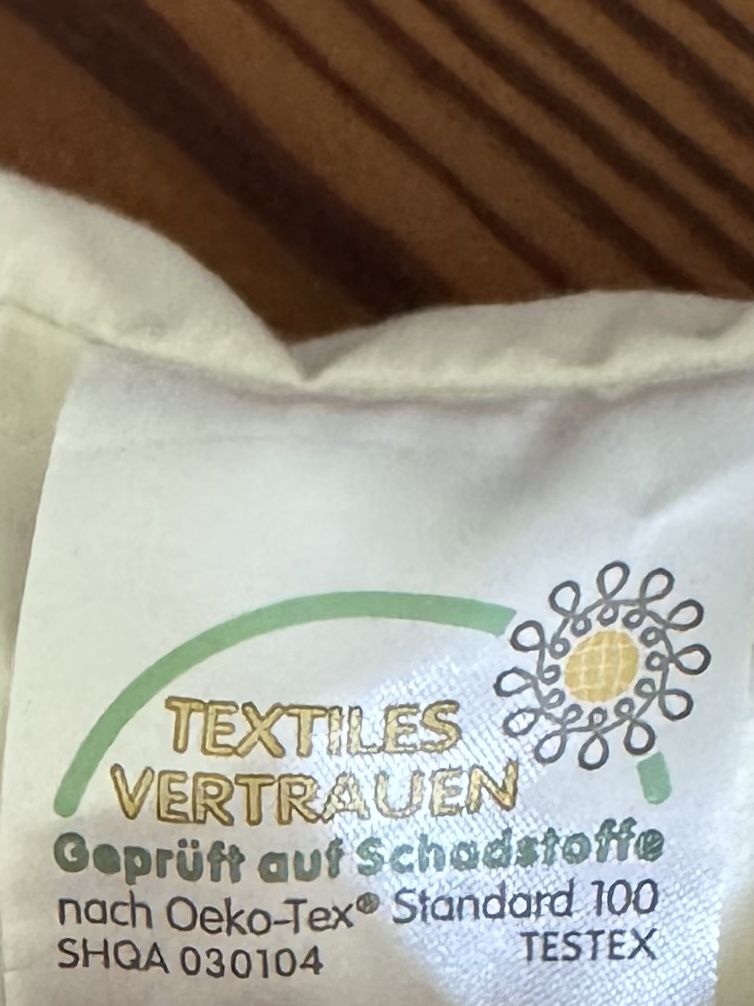 TEXTILES
VERTRAUEN
Geprüft auf Schadstoffe
nach Oeko-Tex® Standard 100
SHQA 030104 TESTEX